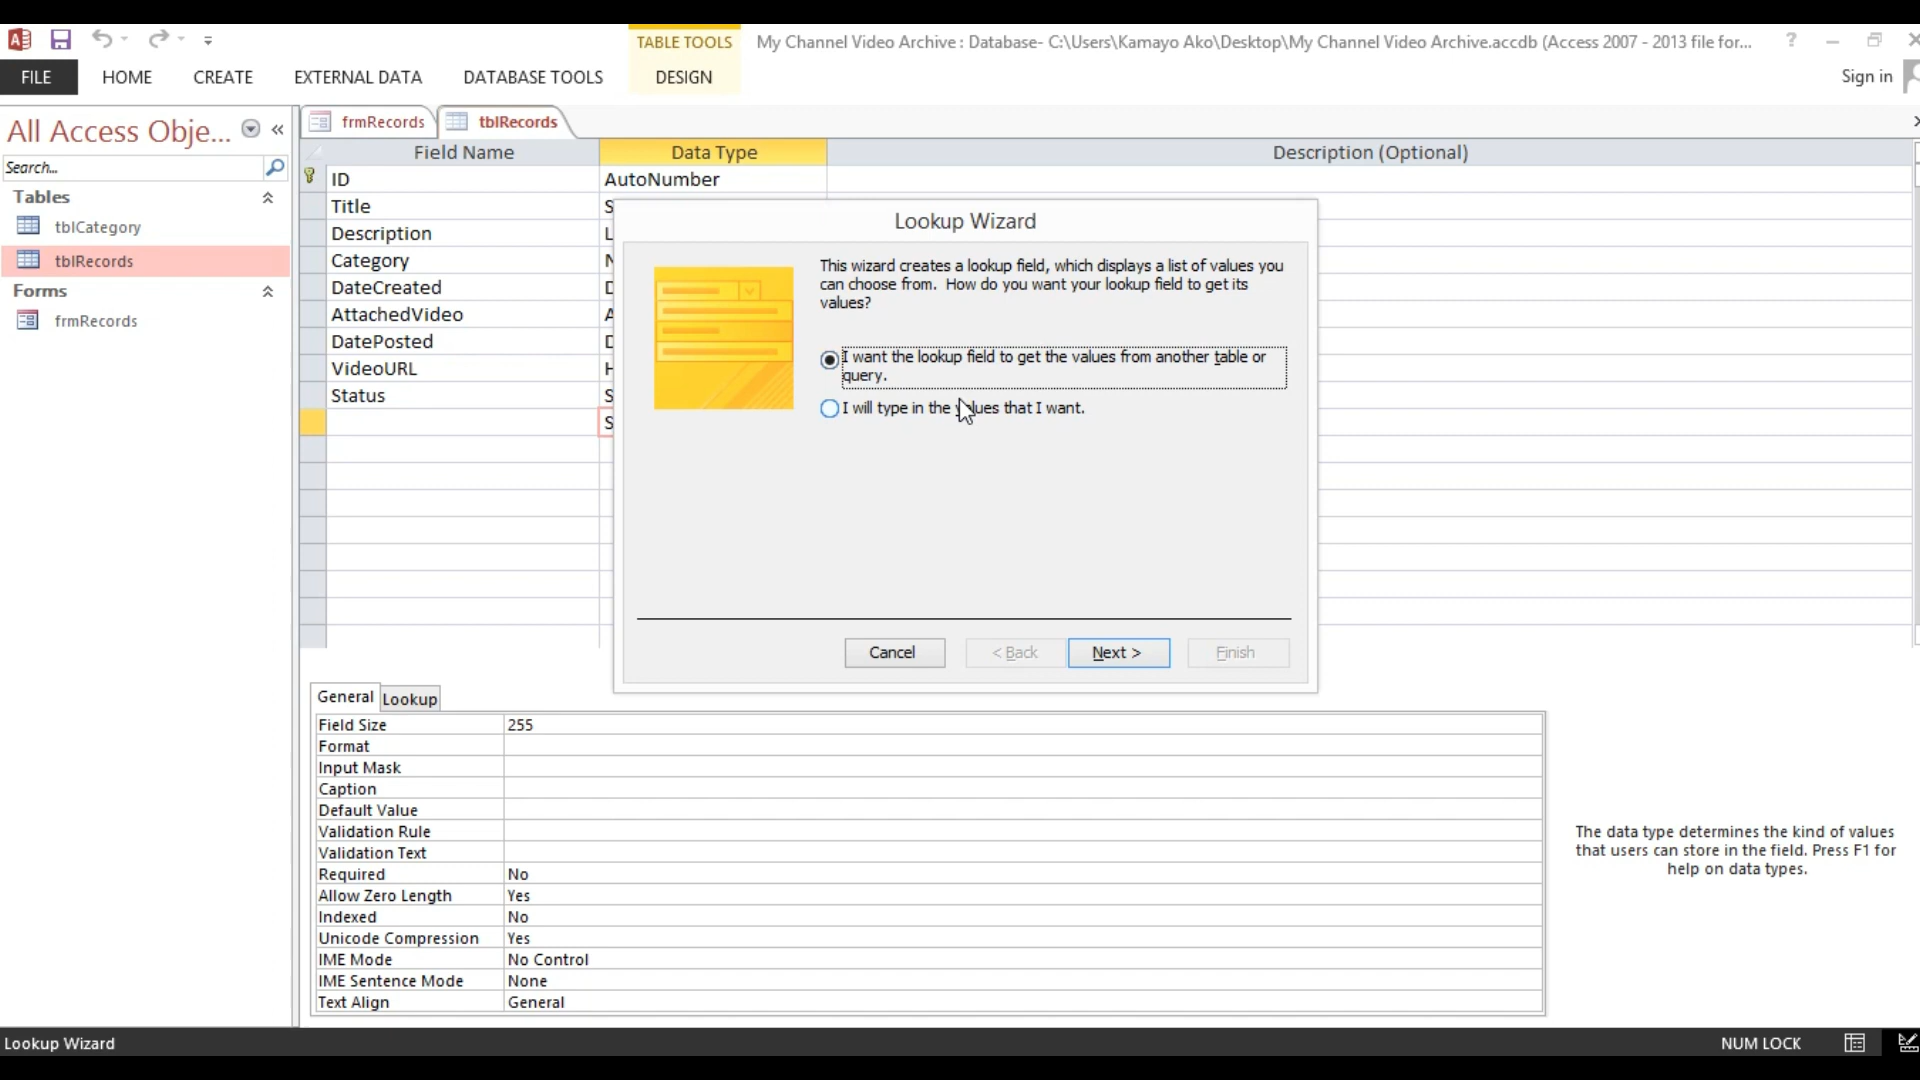 TABLE TOOLS
My Channel Video Archive : Database- C:\Users\Kamayo Ako\Desktop\My Channel Video Archive.accdb (Access 2007 - 2013 file for...
?
FILE
HOME
CREATE
EXTERNAL DATA
DATABASE TOOLS
DESIGN
Sign in
All Access Obje...
Search...
Tables
tblCategory
tblRecords
Forms
frmRecords
frmRecords
tblRecords
Field Name
Data Type
Description (Optional)
ID
AutoNumber
Title
S
Description
L
Category
N
DateCreated
D
AttachedVideo
A
DatePosted
D
VideoURL
H
Status
S
S
Lookup Wizard
This wizard creates a lookup field, which displays a list of values you
can choose from. How do you want your lookup field to get its
values?
I want the lookup field to get the values from another table or
query.
I will type in the values that I want.
Cancel
< Back
Next >
Finish
General
Lookup
Field Size
255
Format
Input Mask
Caption
Default Value
Validation Rule
Validation Text
Required
No
Allow Zero Length
Yes
Indexed
No
Unicode Compression
Yes
IME Mode
No Control
IME Sentence Mode
None
Text Align
General
The data type determines the kind of values
that users can store in the field. Press F1 for
help on data types.
Lookup Wizard
NUM LOCK